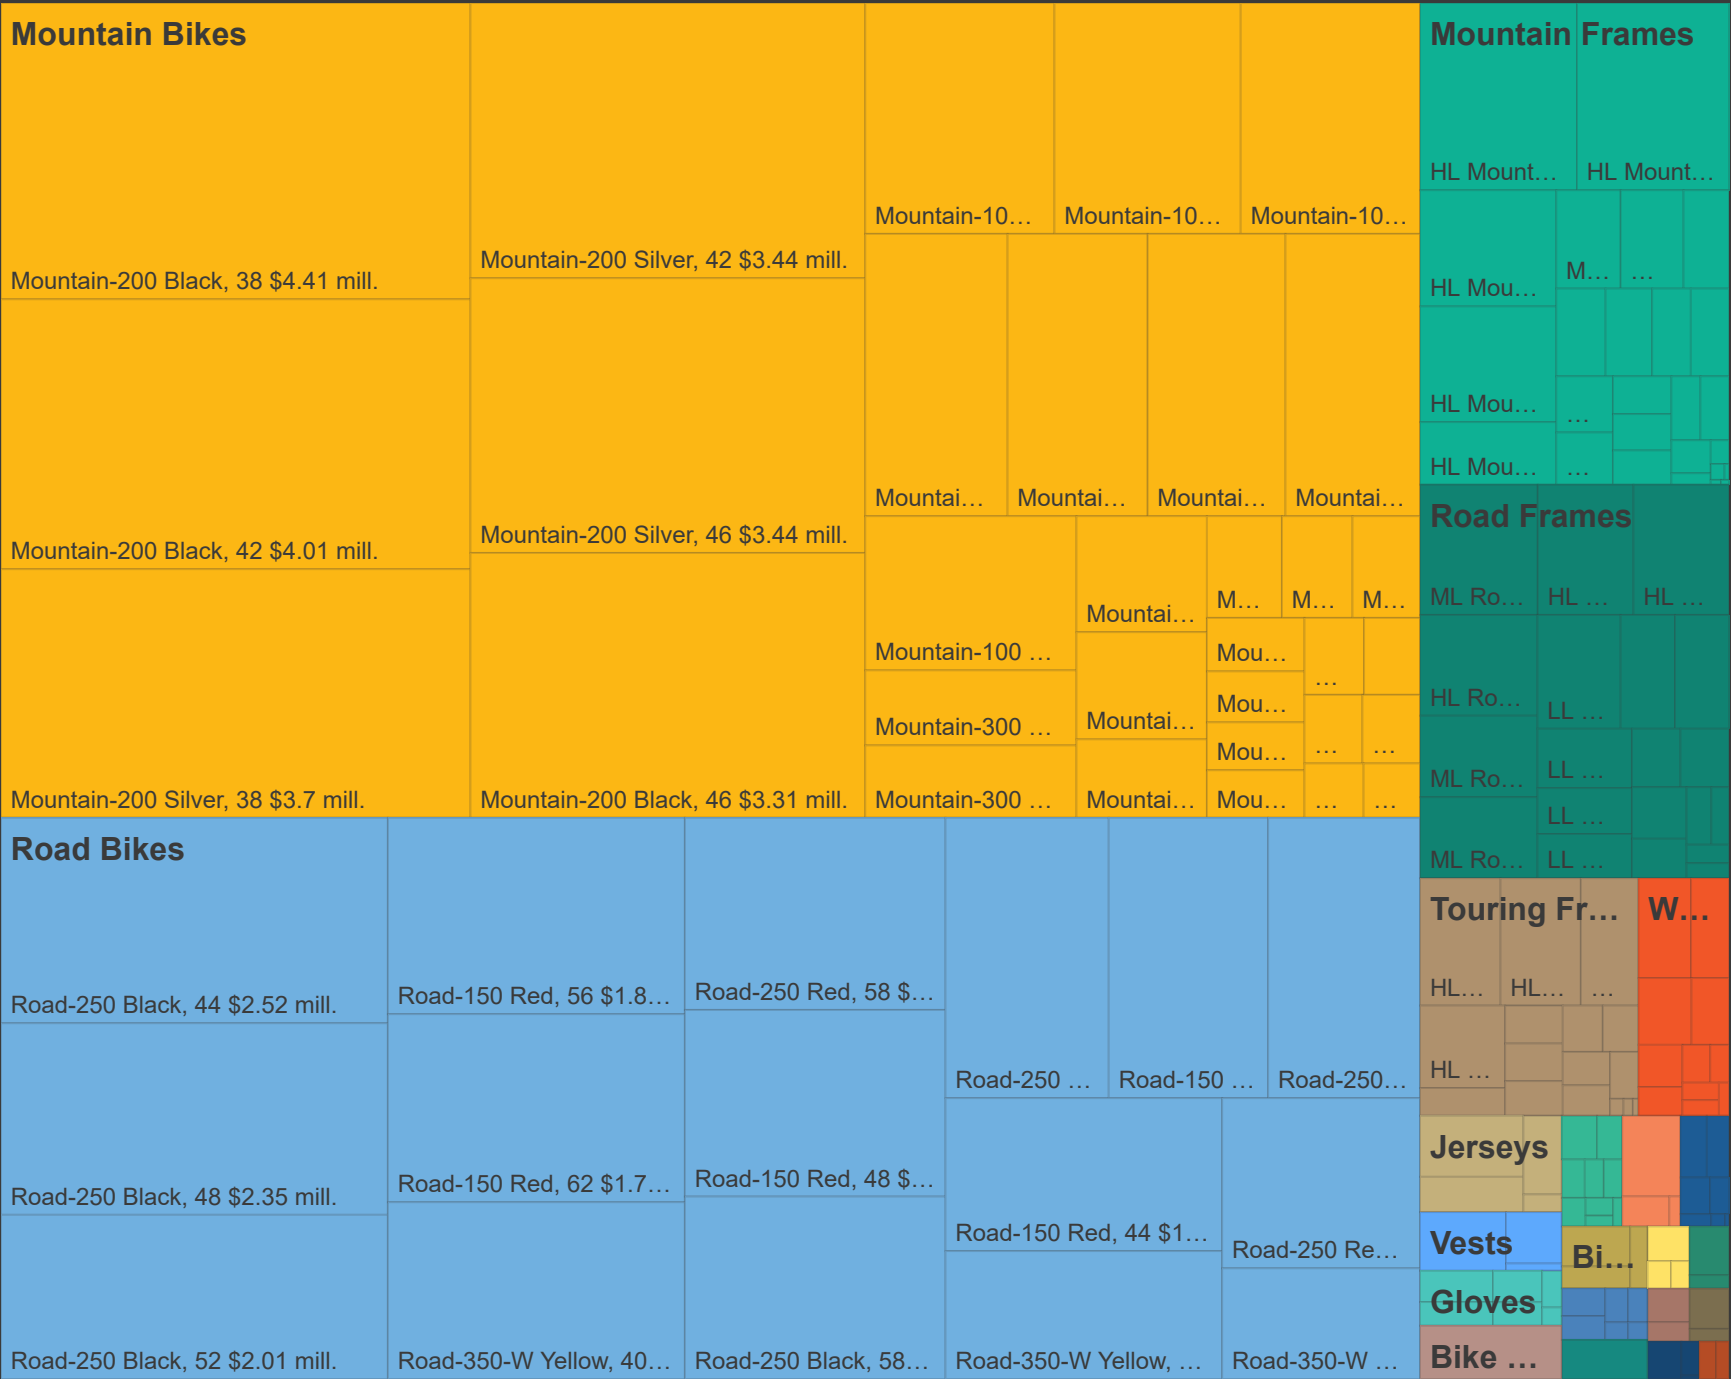 Mountain Bikes
Mountain-200 Black, 38 $4.41 mill.
Mountain-200 Black, 42 $4.01 mill.
Mountain-200 Silver, 38 $3.7 mill.
Mountain-200 Silver, 42 $3.44 mill.
Mountain-200 Silver, 46 $3.44 mill.
Mountain-200 Black, 46 $3.31 mill.
Mountain-10…
Mountain-10…
Mountain-10…
Mountai…
Mountai…
Mountai…
Mountai…
Mountain-100 …
Mountain-300 …
Mountain-300 …
Mountai…
Mountai…
Mountai…
M…
M…
M…
Mou…
Mou…
Mou…
Mou…
…
…
…
…
…
Road Bikes
Road-250 Black, 44 $2.52 mill.
Road-250 Black, 48 $2.35 mill.
Road-250 Black, 52 $2.01 mill.
Road-150 Red, 56 $1.8…
Road-150 Red, 62 $1.7…
Road-350-W Yellow, 40…
Road-250 Red, 58 $…
Road-150 Red, 48 $…
Road-250 Black, 58…
Road-250 …
Road-150 …
Road-250…
Road-150 Red, 44 $1…
Road-350-W Yellow, …
Road-250 Re…
Road-350-W …
Mountain Frames
HL Mount…
HL Mount…
HL Mou…
HL Mou…
HL Mou…
M…
…
…
…
Road Frames
ML Ro…
HL …
HL …
HL Ro…
ML Ro…
ML Ro…
LL …
LL …
LL …
LL …
Touring Fr…
HL…
HL…
…
HL …
W…
Jerseys
Vests
Gloves
Bike …
Bi…